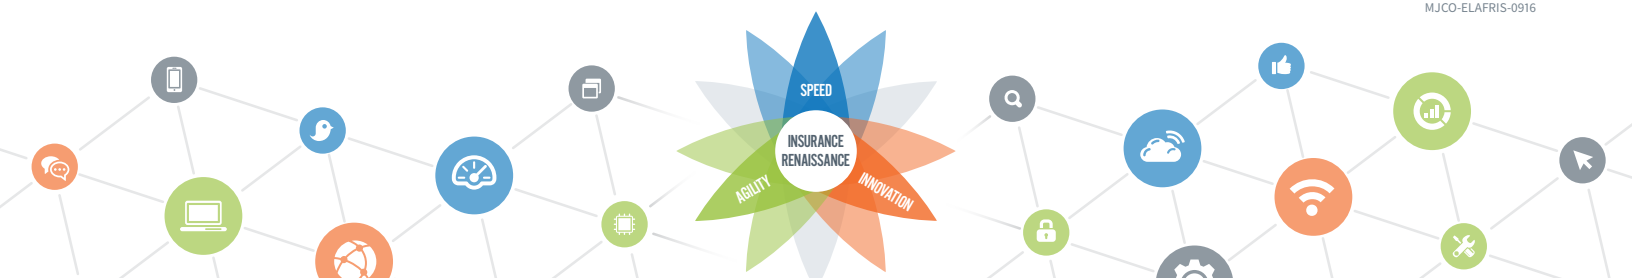 MJCO-ELAFRIS-0916
SPEED
INSURANCE
RENAISSANCE
AGILITY
INNOVATION